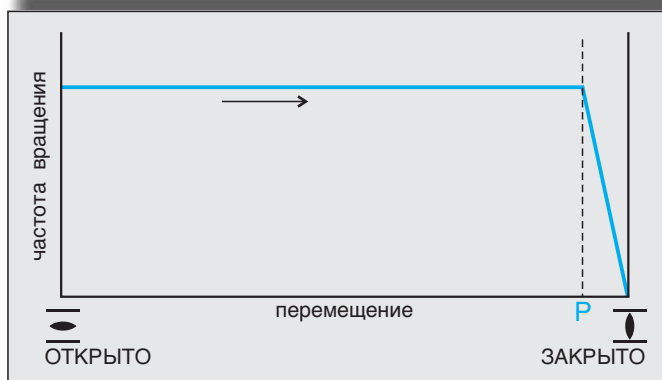 частота вращения
перемещение
P
ОТКРЫТО
ЗАКРЫТО